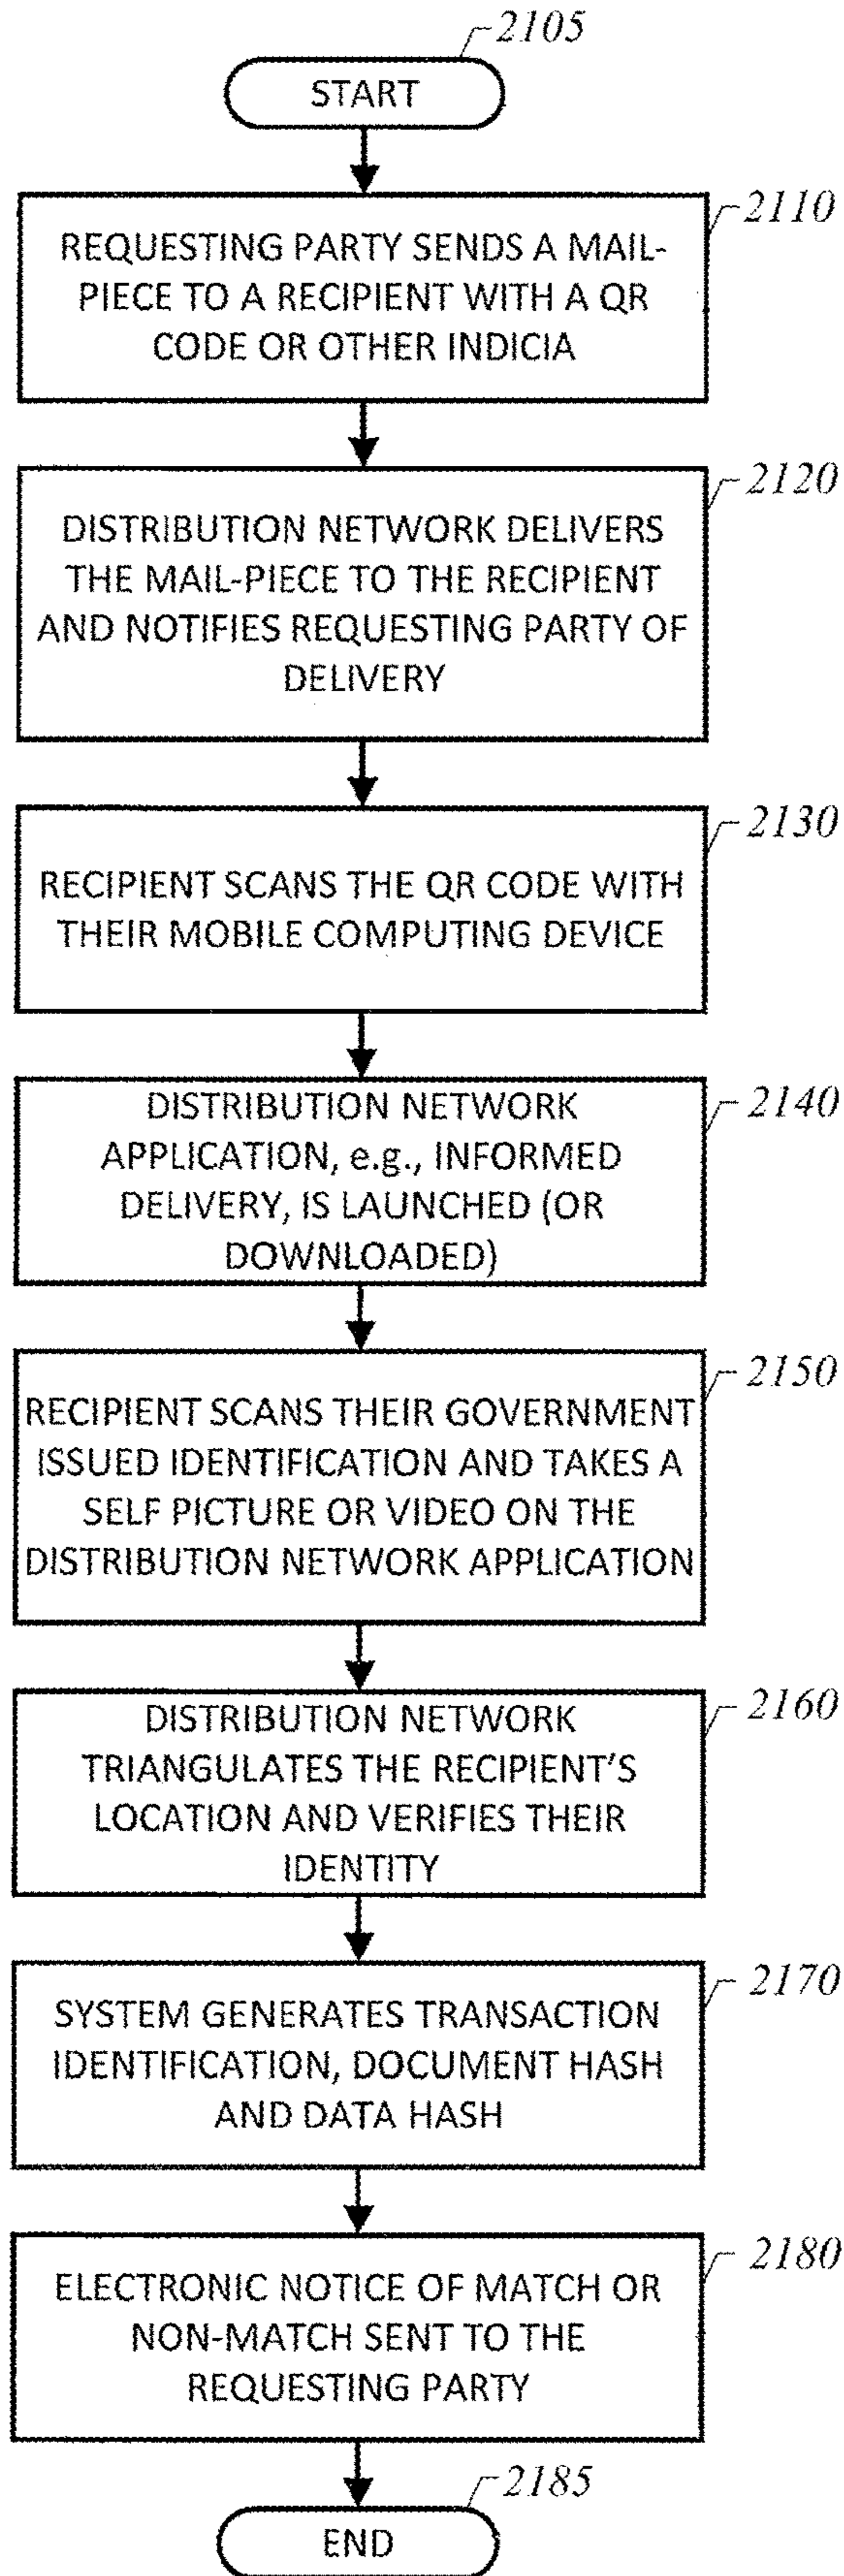 2105
START
2110
REQUESTING PARTY SENDS A MAIL-
PIECE TO A RECIPIENT WITH A QR
CODE OR OTHER INDICIA
2120
DISTRIBUTION NETWORK DELIVERS
THE MAIL-PIECE TO THE RECIPIENT
AND NOTIFIES REQUESTING PARTY OF
DELIVERY
2130
RECIPIENT SCANS THE QR CODE WITH
THEIR MOBILE COMPUTING DEVICE
2140
DISTRIBUTION NETWORK
APPLICATION, e.g., INFORMED
DELIVERY, IS LAUNCHED (OR
DOWNLOADED)
2150
RECIPIENT SCANS THEIR GOVERNMENT
ISSUED IDENTIFICATION AND TAKES A
SELF PICTURE OR VIDEO ON THE
DISTRIBUTION NETWORK APPLICATION
2160
DISTRIBUTION NETWORK
TRIANGULATES THE RECIPIENT'S
LOCATION AND VERIFIES THEIR
IDENTITY
2170
SYSTEM GENERATES TRANSACTION
IDENTIFICATION, DOCUMENT HASH
AND DATA HASH
2180
ELECTRONIC NOTICE OF MATCH OR
NON-MATCH SENT TO THE
REQUESTING PARTY
2185
END